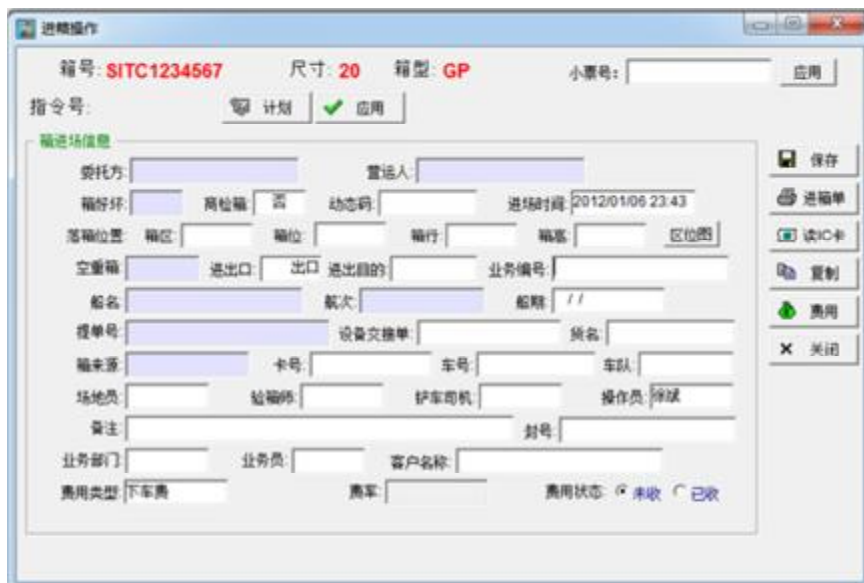 进箱操作
箱号: SITC1234567 尺寸: 20 箱型: GP 小票号: 应用
指令号: 计划 应用
箱进场信息
委托方: 营运人: 保存
箱好坏: 商检箱: 否 动态码: 进场时间: 2012/01/06 23:43 进箱单
落箱位置: 箱区: 箱位: 箱行: 箱高: 区位图 读IC卡
空重箱: 进出口: 出口 进出目的: 业务编号: 复制
船名: 航次: 船期: / / 费用
提单号: 设备交接单: 货名:
箱来源: 卡号: 车号: 车队: 关闭
场地员: 验箱师: 铲车司机: 操作员: 徐斌
备注: 封号:
业务部门: 业务员: 客户名称:
费用类型: 下车费 费率: 费用状态: 未收 已收